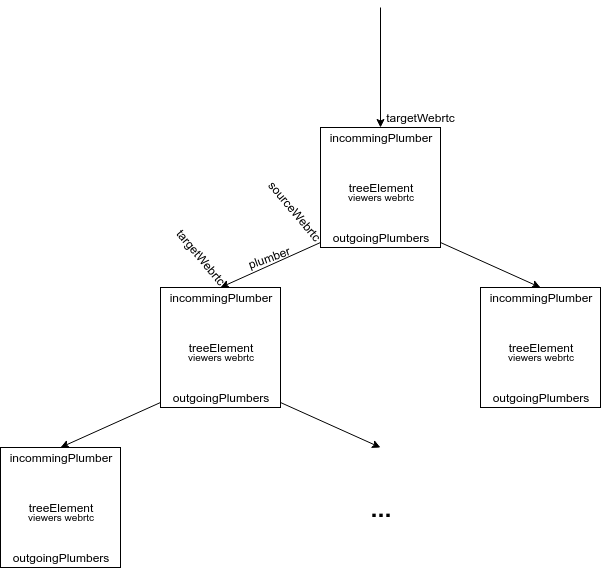 targetWebrtc
incommingPlumber
treeElement
viewers webrtc
outgoingPlumbers
sourceWebrtc
plumber
targetWebrtc
incommingPlumber
treeElement
viewers webrtc
outgoingPlumbers
incommingPlumber
treeElement
viewers webrtc
outgoingPlumbers
incommingPlumber
treeElement
viewers webrtc
outgoingPlumbers
...